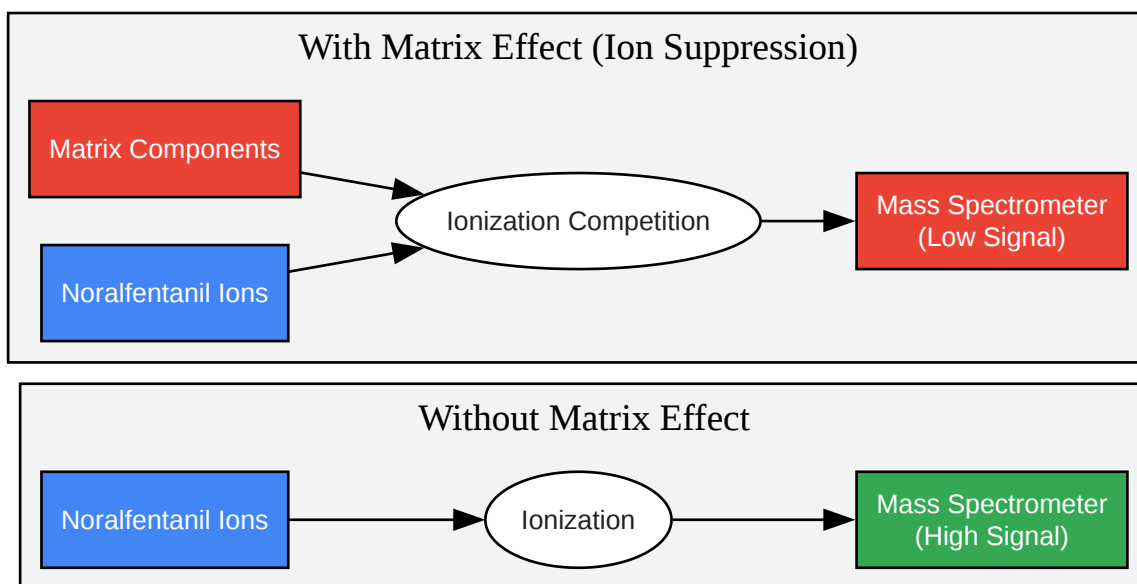 With Matrix Effect (Ion Suppression)
Matrix Components
Noralfentanil Ions
Ionization Competition
Mass Spectrometer
(Low Signal)
Without Matrix Effect
Noralfentanil Ions
Ionization
Mass Spectrometer
(High Signal)